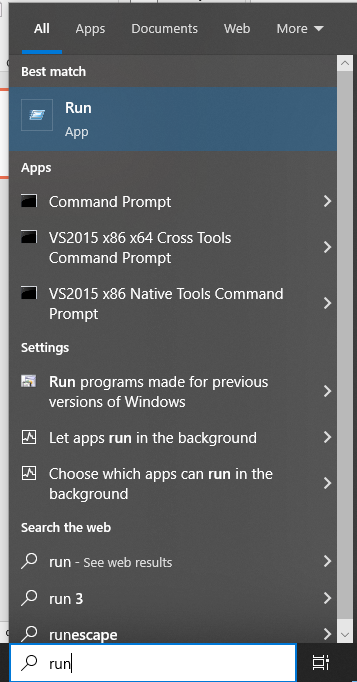 All Apps Documents Web More
Best match
Run
App
Apps
Command Prompt
VS2015 x86 x64 Cross Tools
Command Prompt
VS2015 x86 Native Tools Command
Prompt
Settings
Run programs made for previous
versions of Windows
Let apps run in the background
Choose which apps can run in the
background
Search the web
run - See web results
run 3
runescape
run